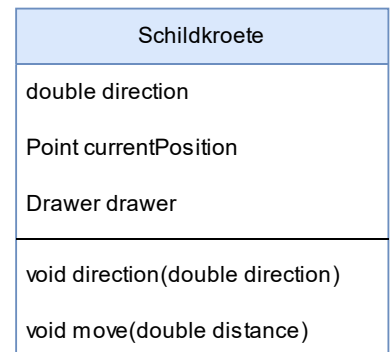 Schildkroete
double direction
Point currentPosition
Drawer drawer
void direction(double direction)
void move(double distance)